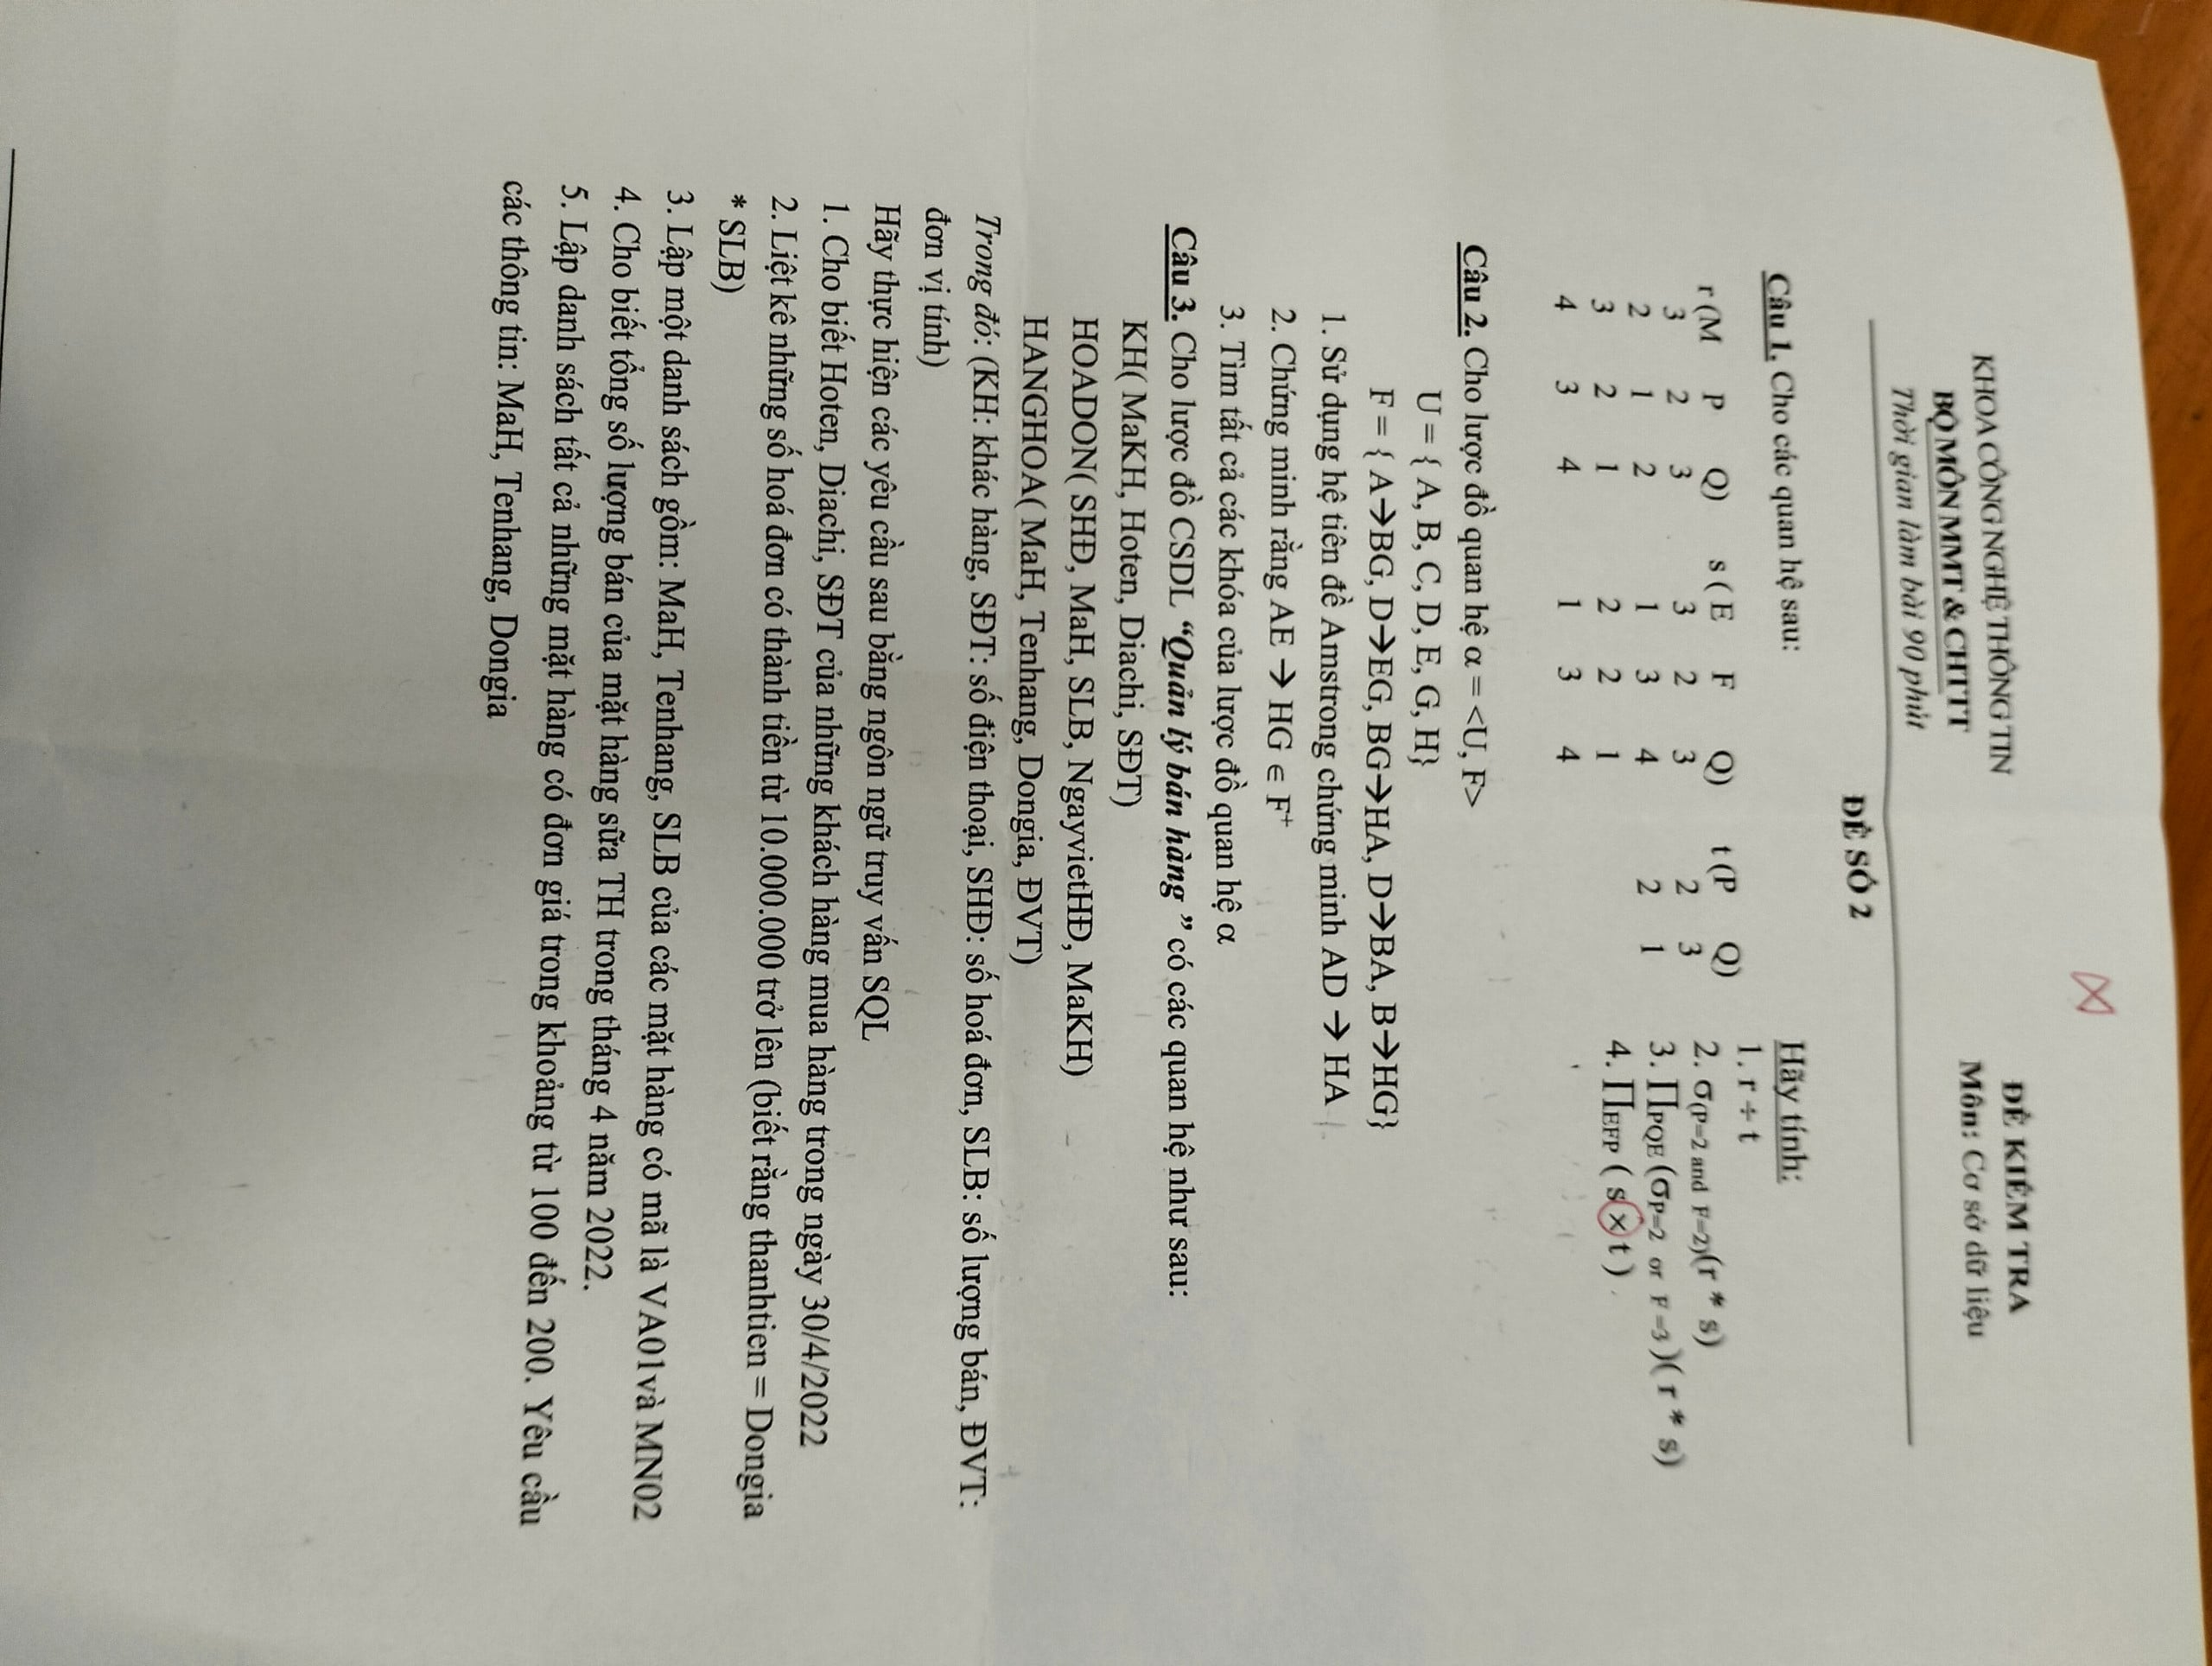 KHOA CÔNG NGHỆ THÔNG TIN
BỘ MÔN MMT & CHTTT
Thời gian làm bài 90 phút
ĐỀ KIỂM TRA
Môn: Cơ sở dữ liệu
ĐỀ SỐ 2
Câu 1. Cho các quan hệ sau:
r (M P Q) s ( E F Q) t (P Q)
3 2 3 3 2 3 2 3
2 1 2 1 3 4 2 1
3 2 1 2 2 1
4 3 4 1 3 4
Hãy tính:
1. r ÷ t
2. σ(P=2 and F=2)(r * s)
3. ∏PQE (σP=2 or F =3 )( r * s)
4. ∏EFP ( s × t )
Câu 2. Cho lược đồ quan hệ α = <U, F>
U = { A, B, C, D, E, G, H}
F = { A→BG, D→EG, BG→HA, D→BA, B→HG}
1. Sử dụng hệ tiên đề Amstrong chứng minh AD → HA
2. Chứng minh rằng AE → HG ∈ F⁺
3. Tìm tất cả các khóa của lược đồ quan hệ α
Câu 3. Cho lược đồ CSDL “Quản lý bán hàng ” có các quan hệ như sau:
KH( MaKH, Hoten, Diachi, SĐT)
HOADON( SHĐ, MaH, SLB, NgayvietHĐ, MaKH)
HANGHOA( MaH, Tenhang, Dongia, ĐVT)
Trong đó: (KH: khác hàng, SĐT: số điện thoại, SHĐ: số hoá đơn, SLB: số lượng bán, ĐVT:
đơn vị tính)
Hãy thực hiện các yêu cầu sau bằng ngôn ngữ truy vấn SQL
1. Cho biết Hoten, Diachi, SĐT của những khách hàng mua hàng trong ngày 30/4/2022
2. Liệt kê những số hoá đơn có thành tiền từ 10.000.000 trở lên (biết rằng thanhtien = Dongia
* SLB)
3. Lập một danh sách gồm: MaH, Tenhang, SLB của các mặt hàng có mã là VA01và MN02
4. Cho biết tổng số lượng bán của mặt hàng sữa TH trong tháng 4 năm 2022.
5. Lập danh sách tất cả những mặt hàng có đơn giá trong khoảng từ 100 đến 200. Yêu cầu
các thông tin: MaH, Tenhang, Dongia